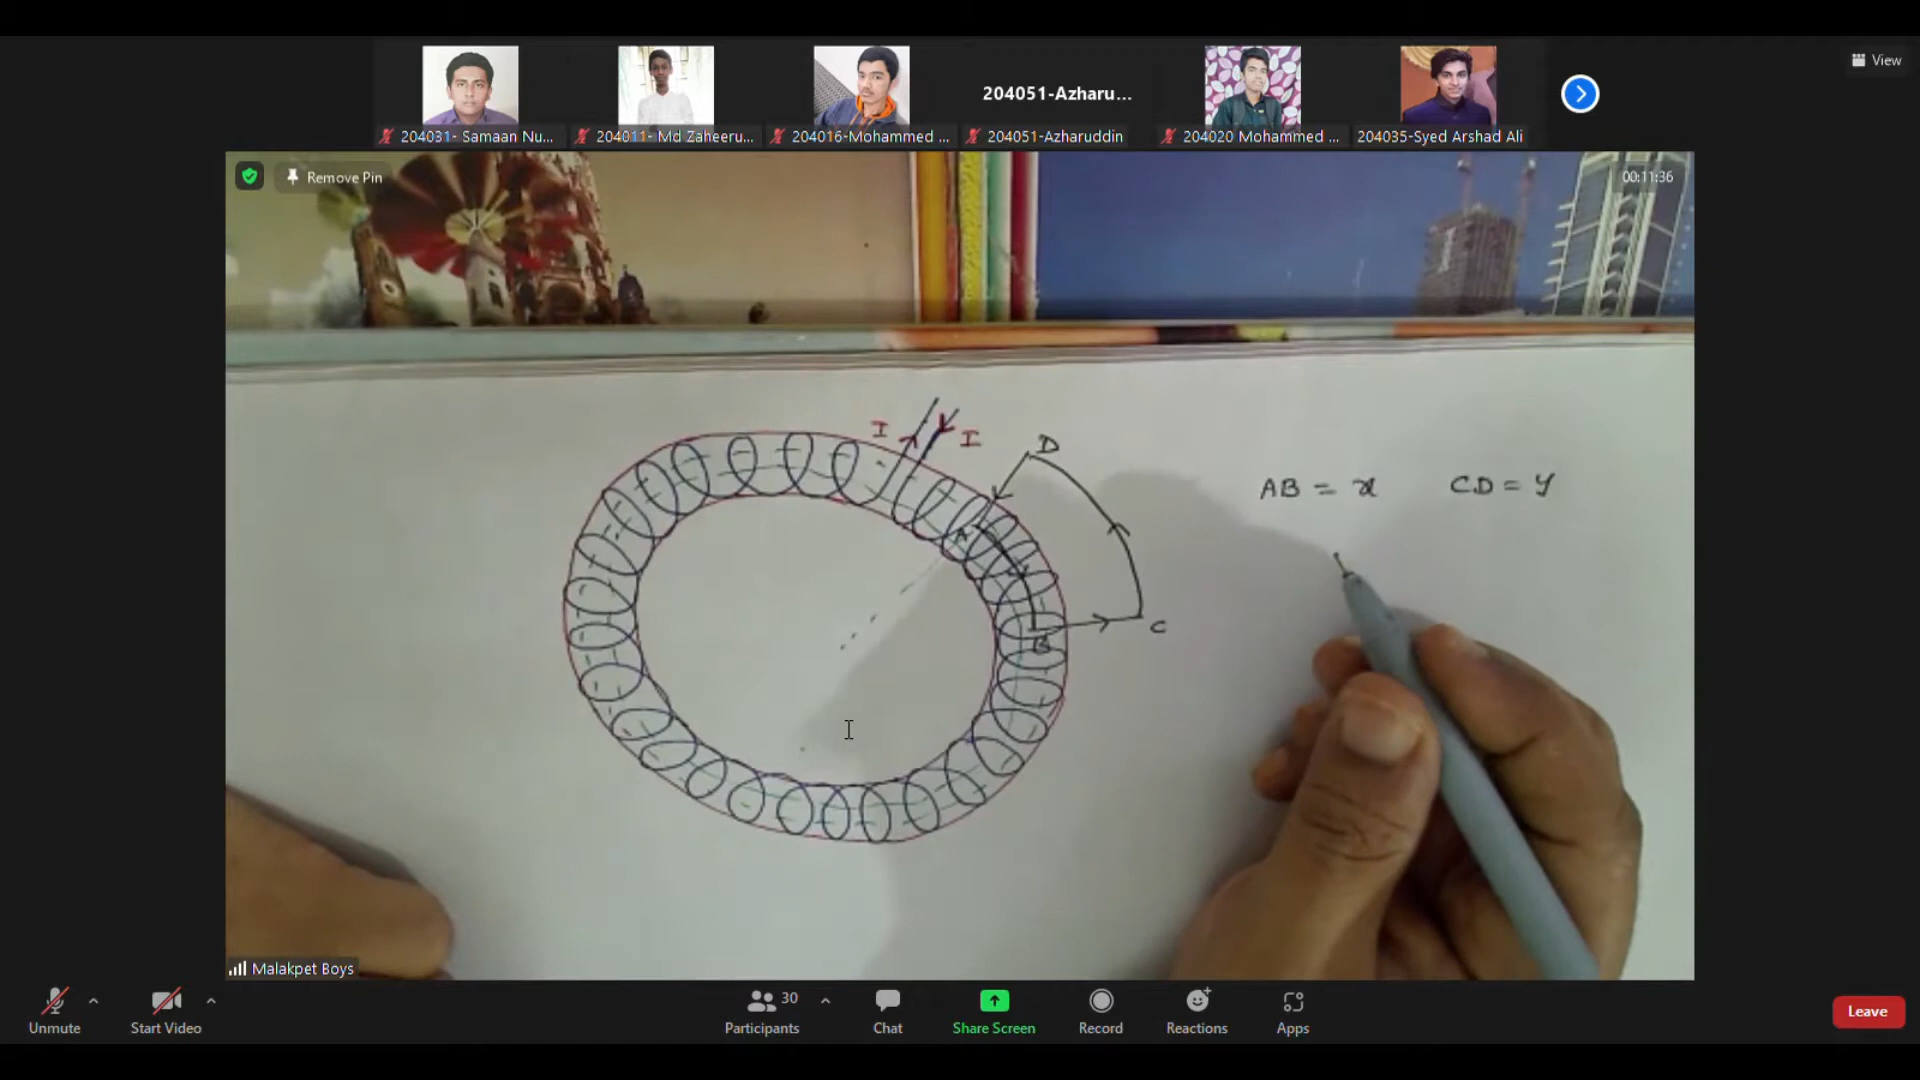 204051-Azharu...
View
204031- Samaan Nu...
204011- Md Zaheeru...
204016-Mohammed ...
204051-Azharuddin
204020 Mohammed ...
204035-Syed Arshad Ali
Remove Pin
00:11:36
I I
D
A
AB = x CD = y
B
C
Malakpet Boys
30
Unmute
Start Video
Participants
Chat
Share Screen
Record
Reactions
Apps
Leave